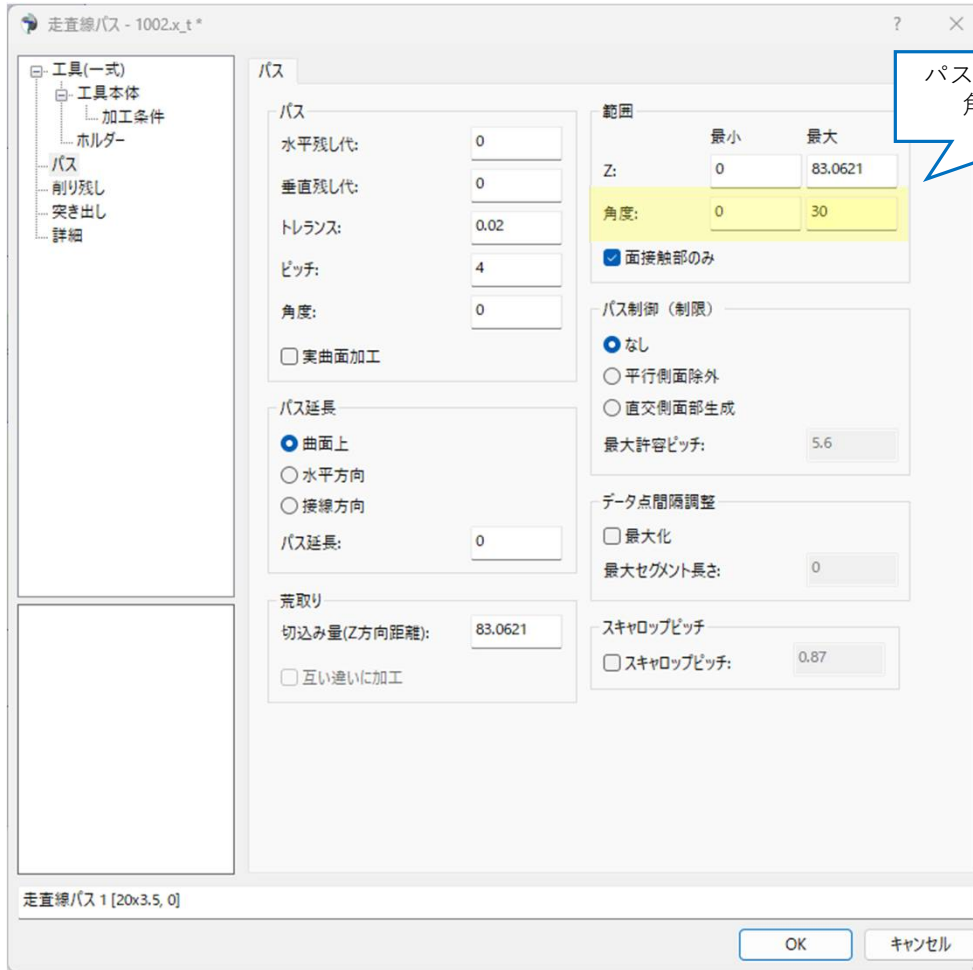 走査線パス - 1002.x_t *
?
工具(一式)
工具本体
加工条件
ホルダー
パス
削り残し
突き出し
詳細
パス
パス
水平残し代: 0
垂直残し代: 0
トレランス: 0.02
ピッチ: 4
角度: 0
実曲面加工
パス延長
曲面上
水平方向
接線方向
パス延長: 0
荒取り
切込み量(Z方向距離): 83.0621
互い違いに加工
範囲
最小 最大
Z: 0 83.0621
角度: 0 30
面接触部のみ
パス制御（制限）
なし
平行側面除外
直交側面部生成
最大許容ピッチ: 5.6
データ点間隔調整
最大化
最大セグメント長さ: 0
スキャロップピッチ
スキャロップピッチ: 0.87
パス
走査線パス 1 [20x3.5, 0]
OK キャンセル